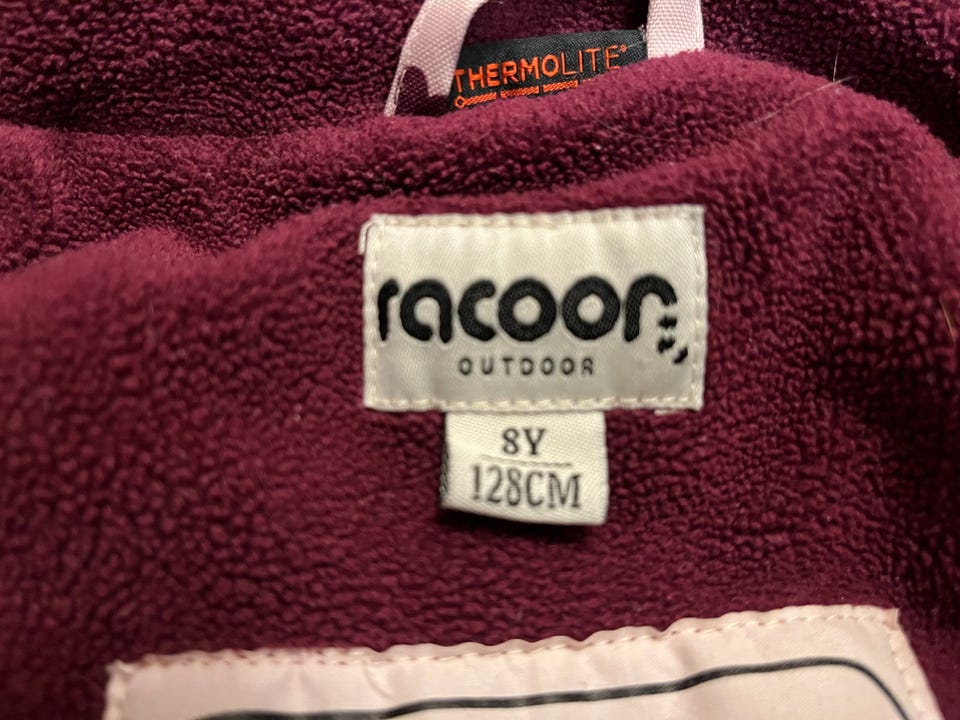 THERMOLITE®
racoon
OUTDOOR
8Y
128CM